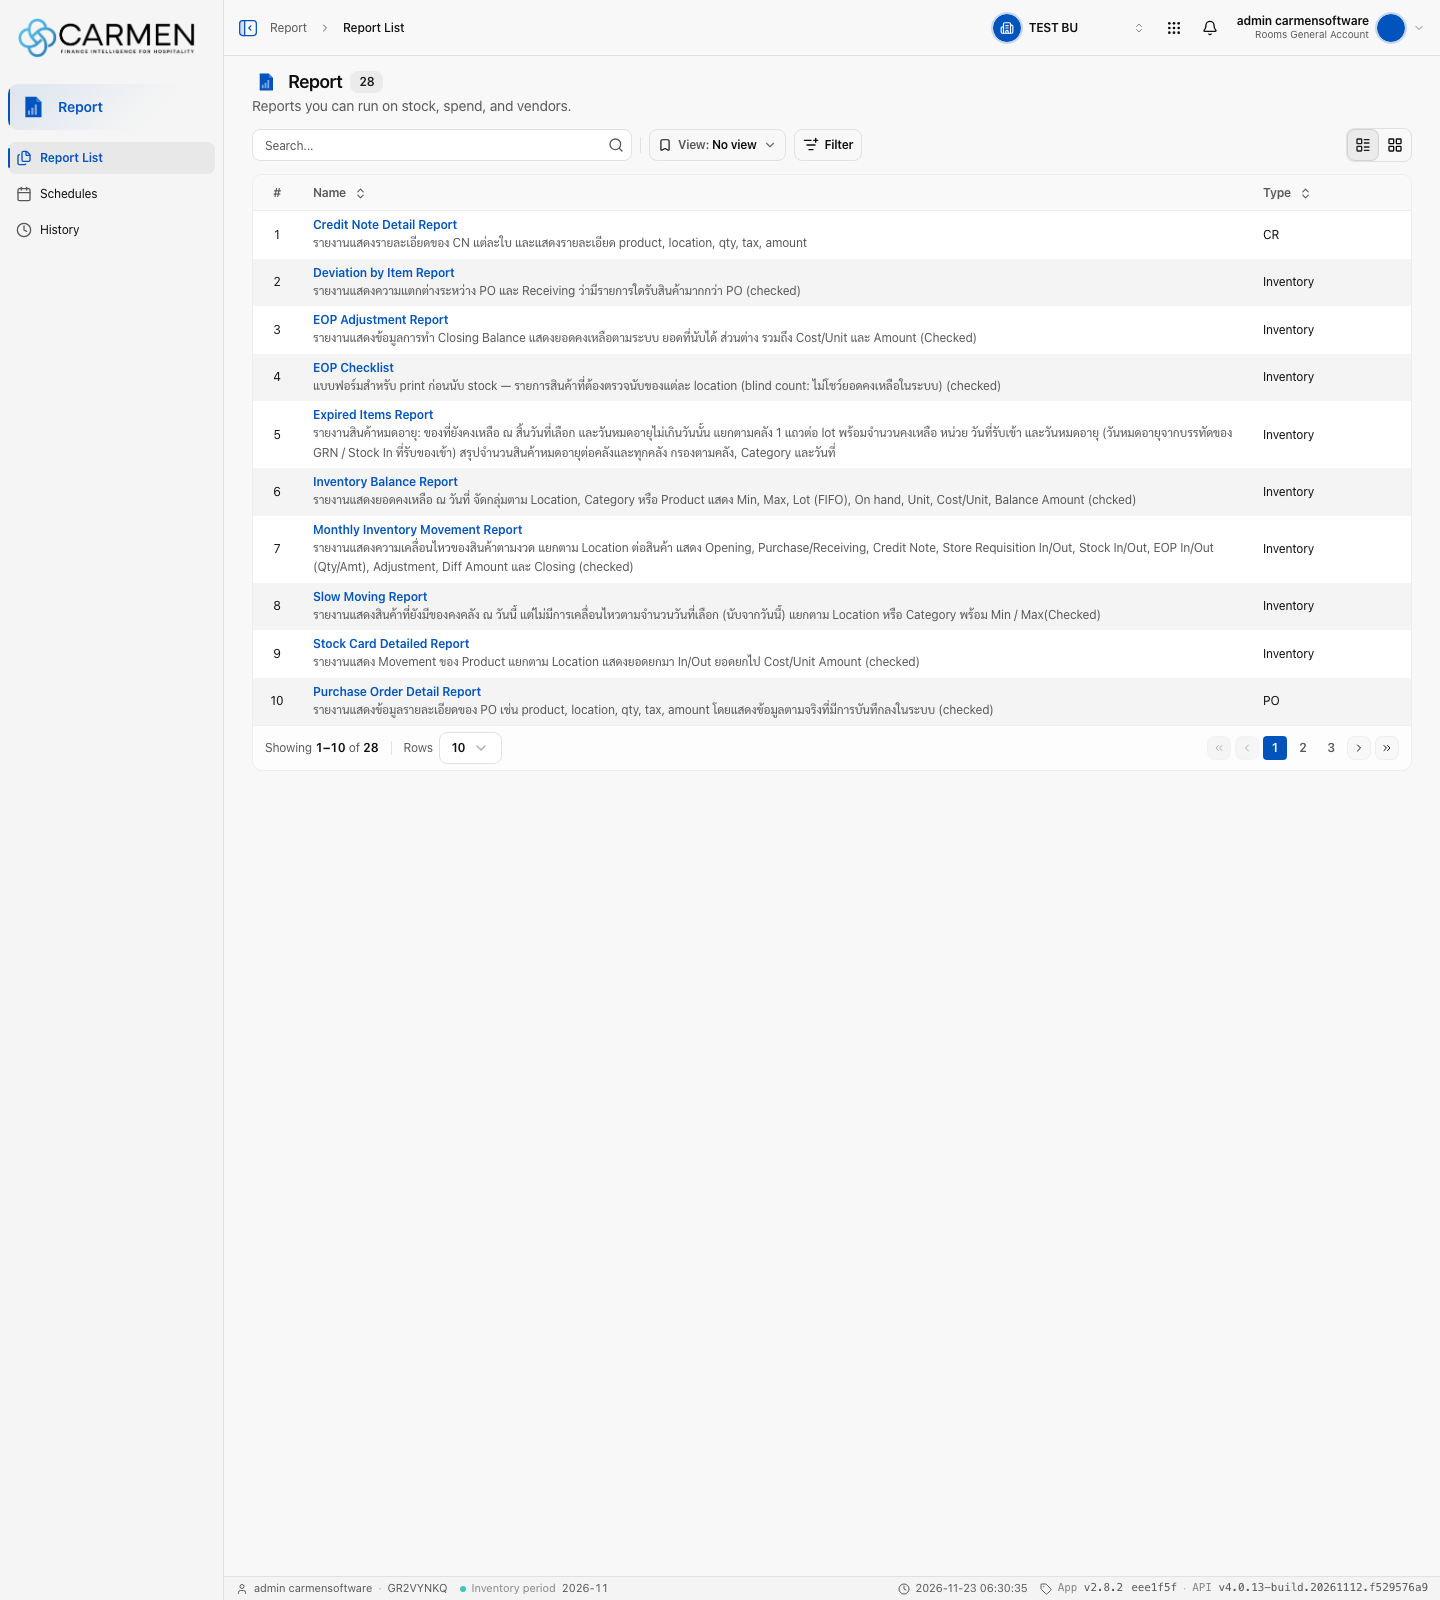 CARMEN
FINANCE INTELLIGENCE FOR HOSPITALITY
Report
Report List
Schedules
History
Report > Report List
TEST BU
admin carmensoftware
Rooms General Account
Report 28
Reports you can run on stock, spend, and vendors.
Search...
View: No view
Filter
# Name Type
1 Credit Note Detail Report CR
รายงานแสดงรายละเอียดของ CN แต่ละใบ และแสดงรายละเอียด product, location, qty, tax, amount
2 Deviation by Item Report Inventory
รายงานแสดงความแตกต่างระหว่าง PO และ Receiving ว่ามีรายการใดรับสินค้ามากกว่า PO (checked)
3 EOP Adjustment Report Inventory
รายงานแสดงข้อมูลการทำ Closing Balance แสดงยอดคงเหลือตามระบบ ยอดที่นับได้ ส่วนต่าง รวมถึง Cost/Unit และ Amount (Checked)
4 EOP Checklist Inventory
แบบฟอร์มสำหรับ print ก่อนนับ stock — รายการสินค้าที่ต้องตรวจนับของแต่ละ location (blind count: ไม่โชว์ยอดคงเหลือในระบบ) (checked)
5 Expired Items Report Inventory
รายงานสินค้าหมดอายุ: ของที่ยังคงเหลือ ณ สิ้นวันที่เลือก และวันหมดอายุไม่เกินวันนั้น แยกตามคลัง 1 แถวต่อ lot พร้อมจำนวนคงเหลือ หน่วย วันที่รับเข้า และวันหมดอายุ (วันหมดอายุจากบรรทัดของ
GRN / Stock In ที่รับของเข้า) สรุปจำนวนสินค้าหมดอายุต่อคลังและทุกคลัง กรองตามคลัง, Category และวันที่
6 Inventory Balance Report Inventory
รายงานแสดงยอดคงเหลือ ณ วันที่ จัดกลุ่มตาม Location, Category หรือ Product แสดง Min, Max, Lot (FIFO), On hand, Unit, Cost/Unit, Balance Amount (chcked)
7 Monthly Inventory Movement Report Inventory
รายงานแสดงความเคลื่อนไหวของสินค้าตามงวด แยกตาม Location ต่อสินค้า แสดง Opening, Purchase/Receiving, Credit Note, Store Requisition In/Out, Stock In/Out, EOP In/Out
(Qty/Amt), Adjustment, Diff Amount และ Closing (checked)
8 Slow Moving Report Inventory
รายงานแสดงสินค้าที่ยังมีของคงคลัง ณ วันนี้ แต่ไม่มีการเคลื่อนไหวตามจำนวนวันที่เลือก (นับจากวันนี้) แยกตาม Location หรือ Category พร้อม Min / Max(Checked)
9 Stock Card Detailed Report Inventory
รายงานแสดง Movement ของ Product แยกตาม Location แสดงยอดยกมา In/Out ยอดยกไป Cost/Unit Amount (checked)
10 Purchase Order Detail Report PO
รายงานแสดงข้อมูลรายละเอียดของ PO เช่น product, location, qty, tax, amount โดยแสดงข้อมูลตามจริงที่มีการบันทึกลงในระบบ (checked)
Showing 1–10 of 28 Rows 10 « ‹ 1 2 3 › »
admin carmensoftware · GR2VYNKQ Inventory period 2026-11 2026-11-23 06:30:35 App v2.8.2 eee1f5f · API v4.0.13-build.20261112.f529576a9